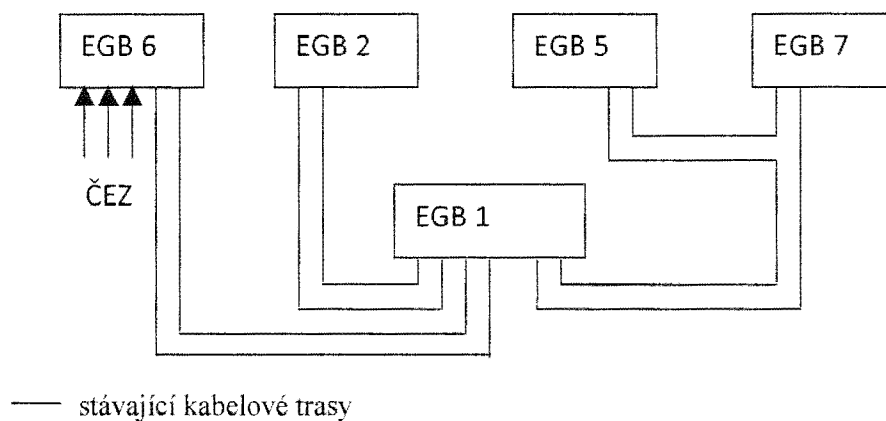 EGB 6
EGB 2
EGB 5
EGB 7
ČEZ
EGB 1
stávající kabelové trasy